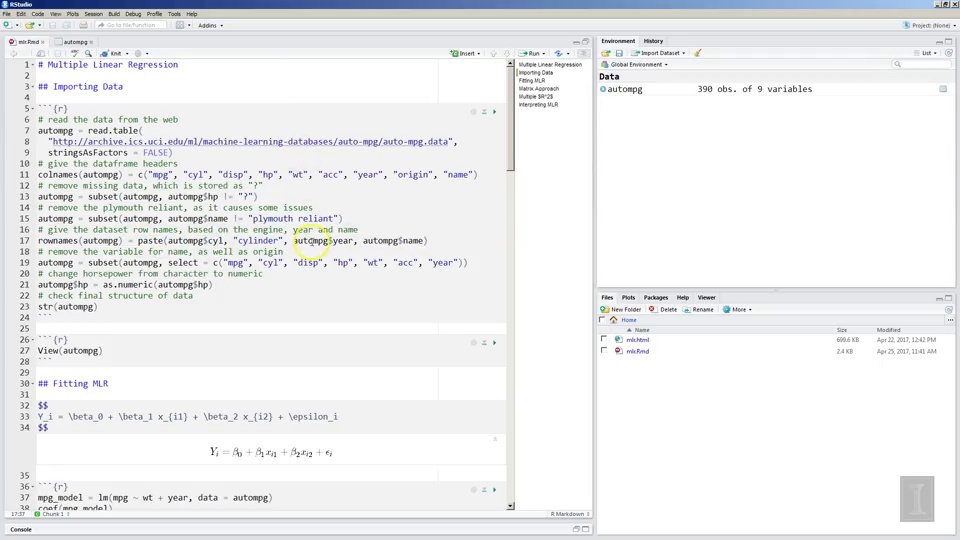 RStudio
File Edit Code View Plots Session Build Debug Profile Tools Help
Go to file/function
Addins
Project: (None)
mlr.Rmd
autompg
Knit
Insert
Run
1 # Multiple Linear Regression
2
3 ## Importing Data
4
5 ```{r}
6 # read the data from the web
7 autompg = read.table(
8 "http://archive.ics.uci.edu/ml/machine-learning-databases/auto-mpg/auto-mpg.data",
9 stringsAsFactors = FALSE)
10 # give the dataframe headers
11 colnames(autompg) = c("mpg", "cyl", "disp", "hp", "wt", "acc", "year", "origin", "name")
12 # remove missing data, which is stored as "?"
13 autompg = subset(autompg, autompg$hp != "?")
14 # remove the plymouth reliant, as it causes some issues
15 autompg = subset(autompg, autompg$name != "plymouth reliant")
16 # give the dataset row names, based on the engine, year and name
17 rownames(autompg) = paste(autompg$cyl, "cylinder", autompg$year, autompg$name)
18 # remove the variable for name, as well as origin
19 autompg = subset(autompg, select = c("mpg", "cyl", "disp", "hp", "wt", "acc", "year"))
20 # change horsepower from character to numeric
21 autompg$hp = as.numeric(autompg$hp)
22 # check final structure of data
23 str(autompg)
24 ```
25
26 ```{r}
27 View(autompg)
28 ```
29
30 ## Fitting MLR
31
32 $$
33 Y_i = \beta_0 + \beta_1 x_{i1} + \beta_2 x_{i2} + \epsilon_i
34 $$
Yi = β0 + β1xi1 + β2xi2 + ϵi
35
36 ```{r}
37 mpg_model = lm(mpg ~ wt + year, data = autompg)
38 coef(mpg_model)
17:37 Chunk 1
R Markdown
Console
Multiple Linear Regression
Importing Data
Fitting MLR
Matrix Approach
Multiple $R^2$
Interpreting MLR
Environment History
Import Dataset
List
Global Environment
Data
autompg 390 obs. of 9 variables
Files Plots Packages Help Viewer
New Folder Delete Rename More
Home
Name Size Modified
mlr.html 699.6 KB Apr 22, 2017, 12:42 PM
mlr.Rmd 2.4 KB Apr 25, 2017, 11:41 AM